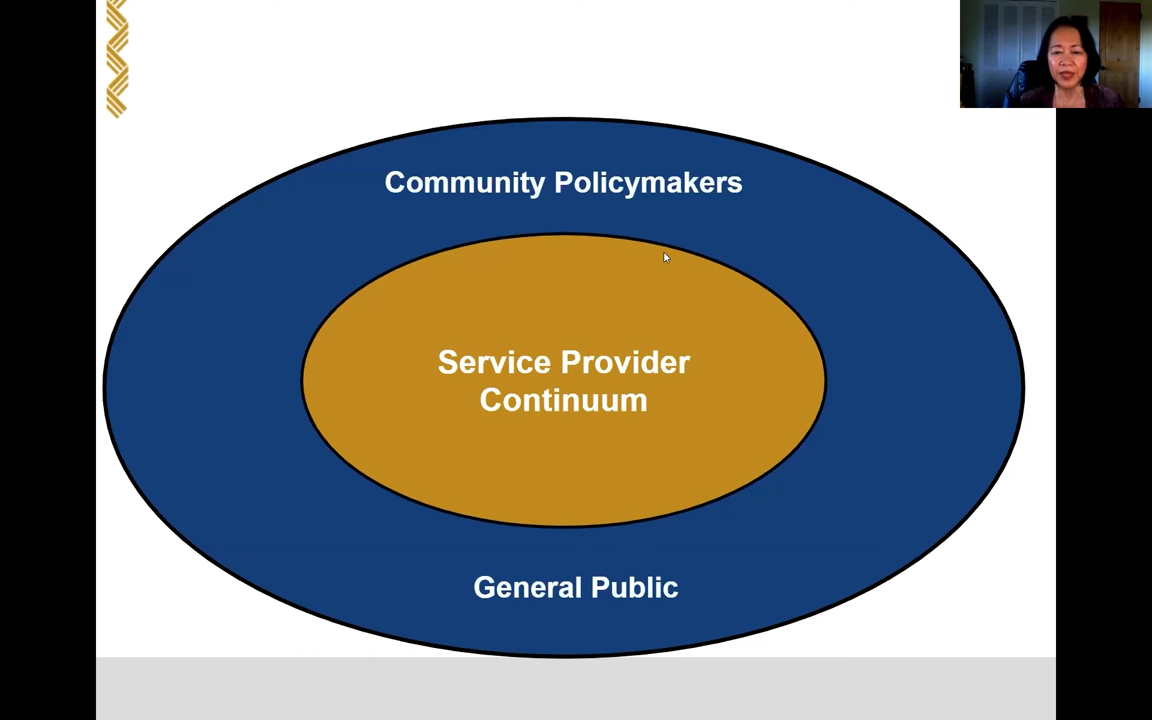 Community Policymakers
Service Provider
Continuum
General Public